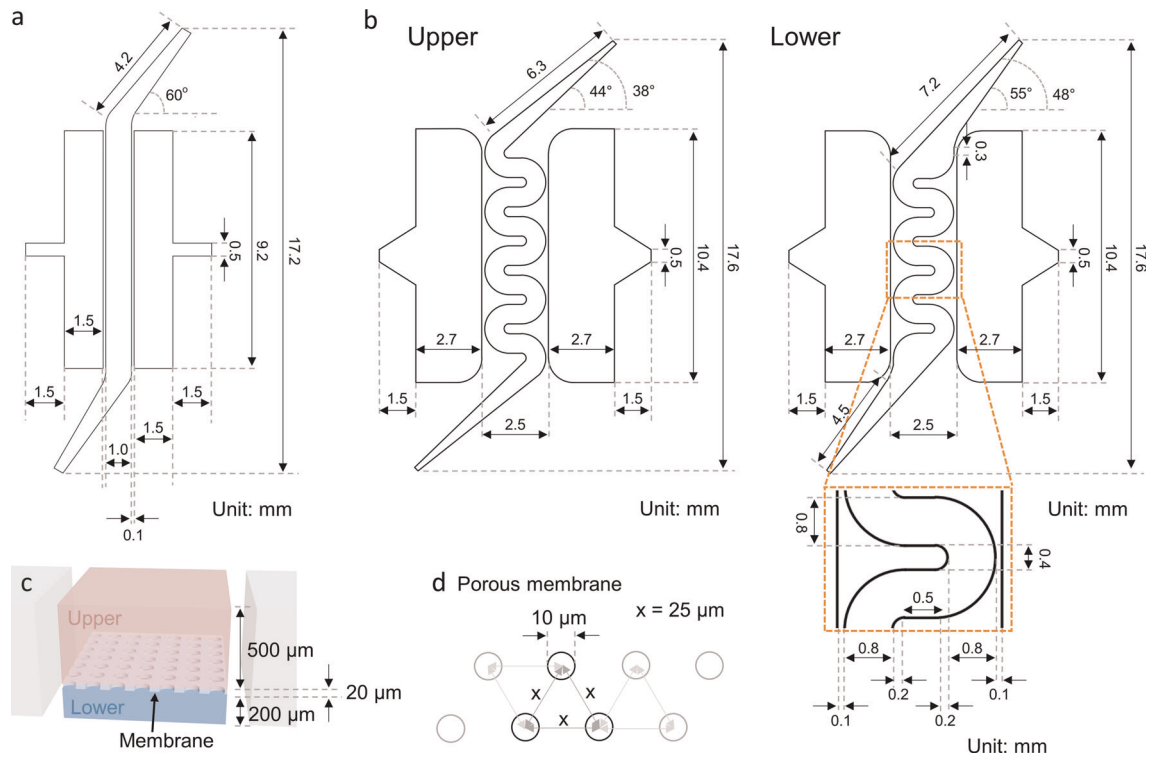 a
4.2
60°
0.5
9.2
17.2
1.5
1.5
1.5
1.5
1.0
0.1
Unit: mm
b
Upper
6.3
44°
38°
0.5
10.4
17.6
2.7
2.7
1.5
1.5
2.5
Unit: mm
Lower
7.2
55°
48°
0.3
0.5
10.4
17.6
2.7
2.7
1.5
1.5
4.5
2.5
0.8
0.4
0.5
0.8
0.8
0.2
0.1
0.1
0.2
Unit: mm
c
Upper
500 μm
20 μm
Lower
200 μm
Membrane
d
Porous membrane
10 μm
x = 25 μm
x
x
x